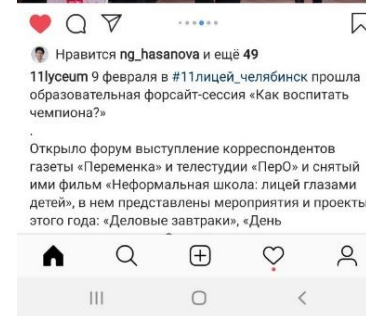 Нравится ng_hasanova и ещё 49
11lyceum 9 февраля в #11лицей_челябинск прошла
образовательная форсайт-сессия «Как воспитать
чемпиона?»
.
Открыло форум выступление корреспондентов
газеты «Переменка» и телестудии «ПерО» и снятый
ими фильм «Неформальная школа: лицей глазами
детей», в нем представлены мероприятия и проекты
этого года: «Деловые завтраки», «День